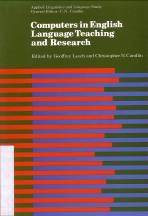 Applied Linguistics and Language Study
General Editor: C.N. Candlin
Computers in English
Language Teaching
and Research
Edited by Geoffrey Leech and Christopher N. Candlin